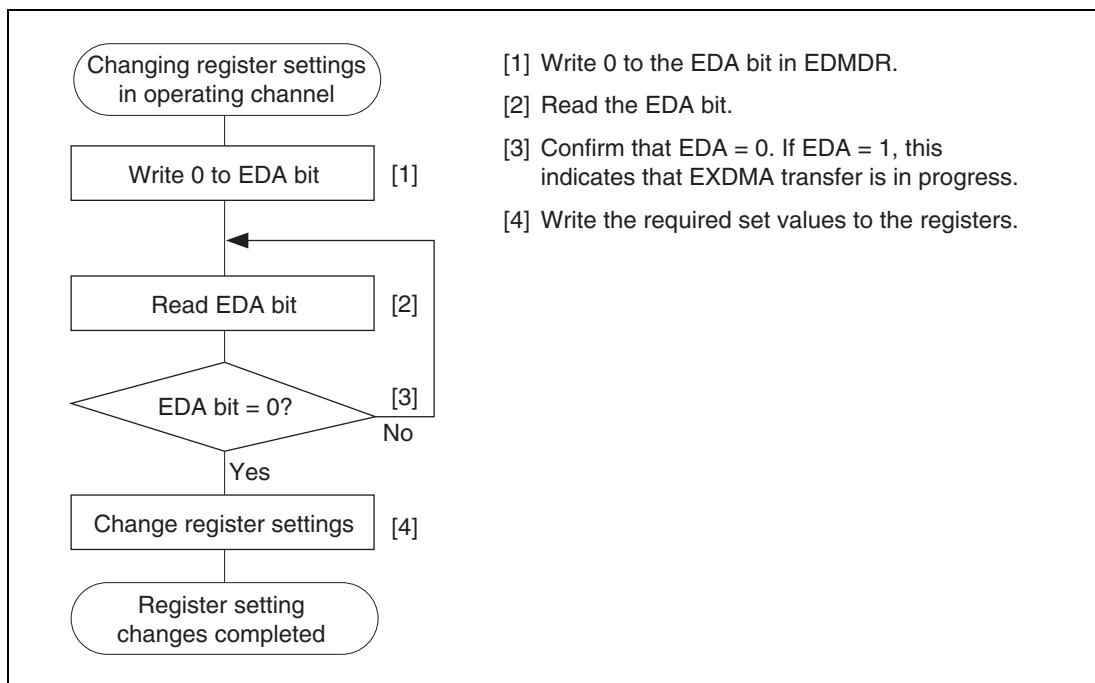 Changing register settings
in operating channel
Write 0 to EDA bit
[1]
Read EDA bit
[2]
EDA bit = 0?
[3]
No
Yes
Change register settings
[4]
Register setting
changes completed
[1] Write 0 to the EDA bit in EDMDR.
[2] Read the EDA bit.
[3] Confirm that EDA = 0. If EDA = 1, this
indicates that EXDMA transfer is in progress.
[4] Write the required set values to the registers.